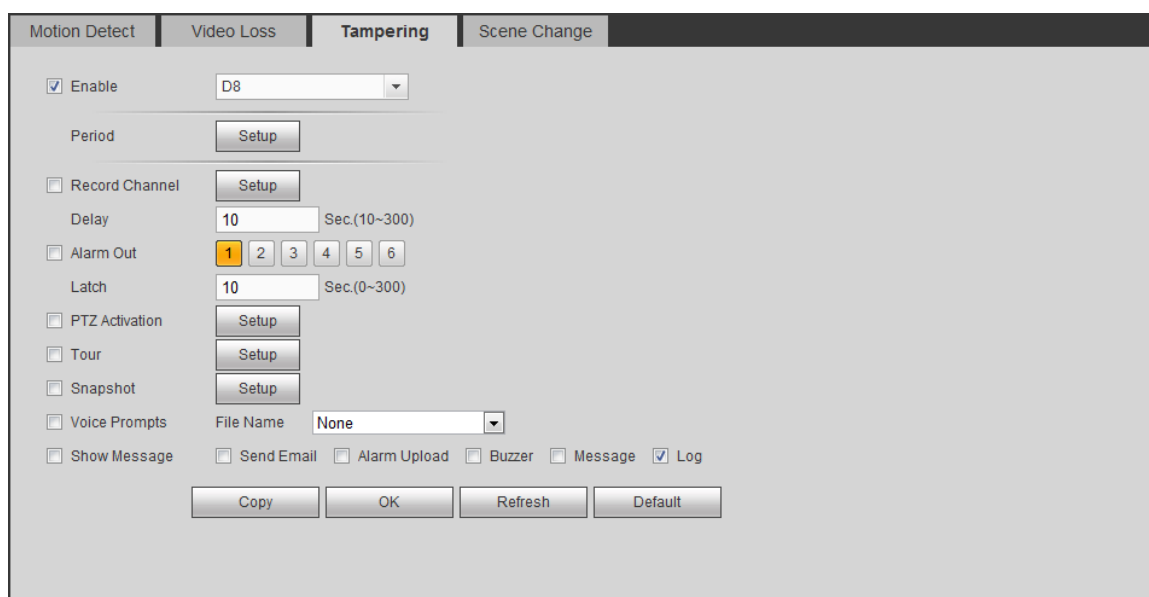 Motion Detect Video Loss Tampering Scene Change
Enable D8
Period Setup
Record Channel Setup
Delay 10 Sec.(10~300)
Alarm Out 1 2 3 4 5 6
Latch 10 Sec.(0~300)
PTZ Activation Setup
Tour Setup
Snapshot Setup
Voice Prompts File Name None
Show Message Send Email Alarm Upload Buzzer Message Log
Copy OK Refresh Default